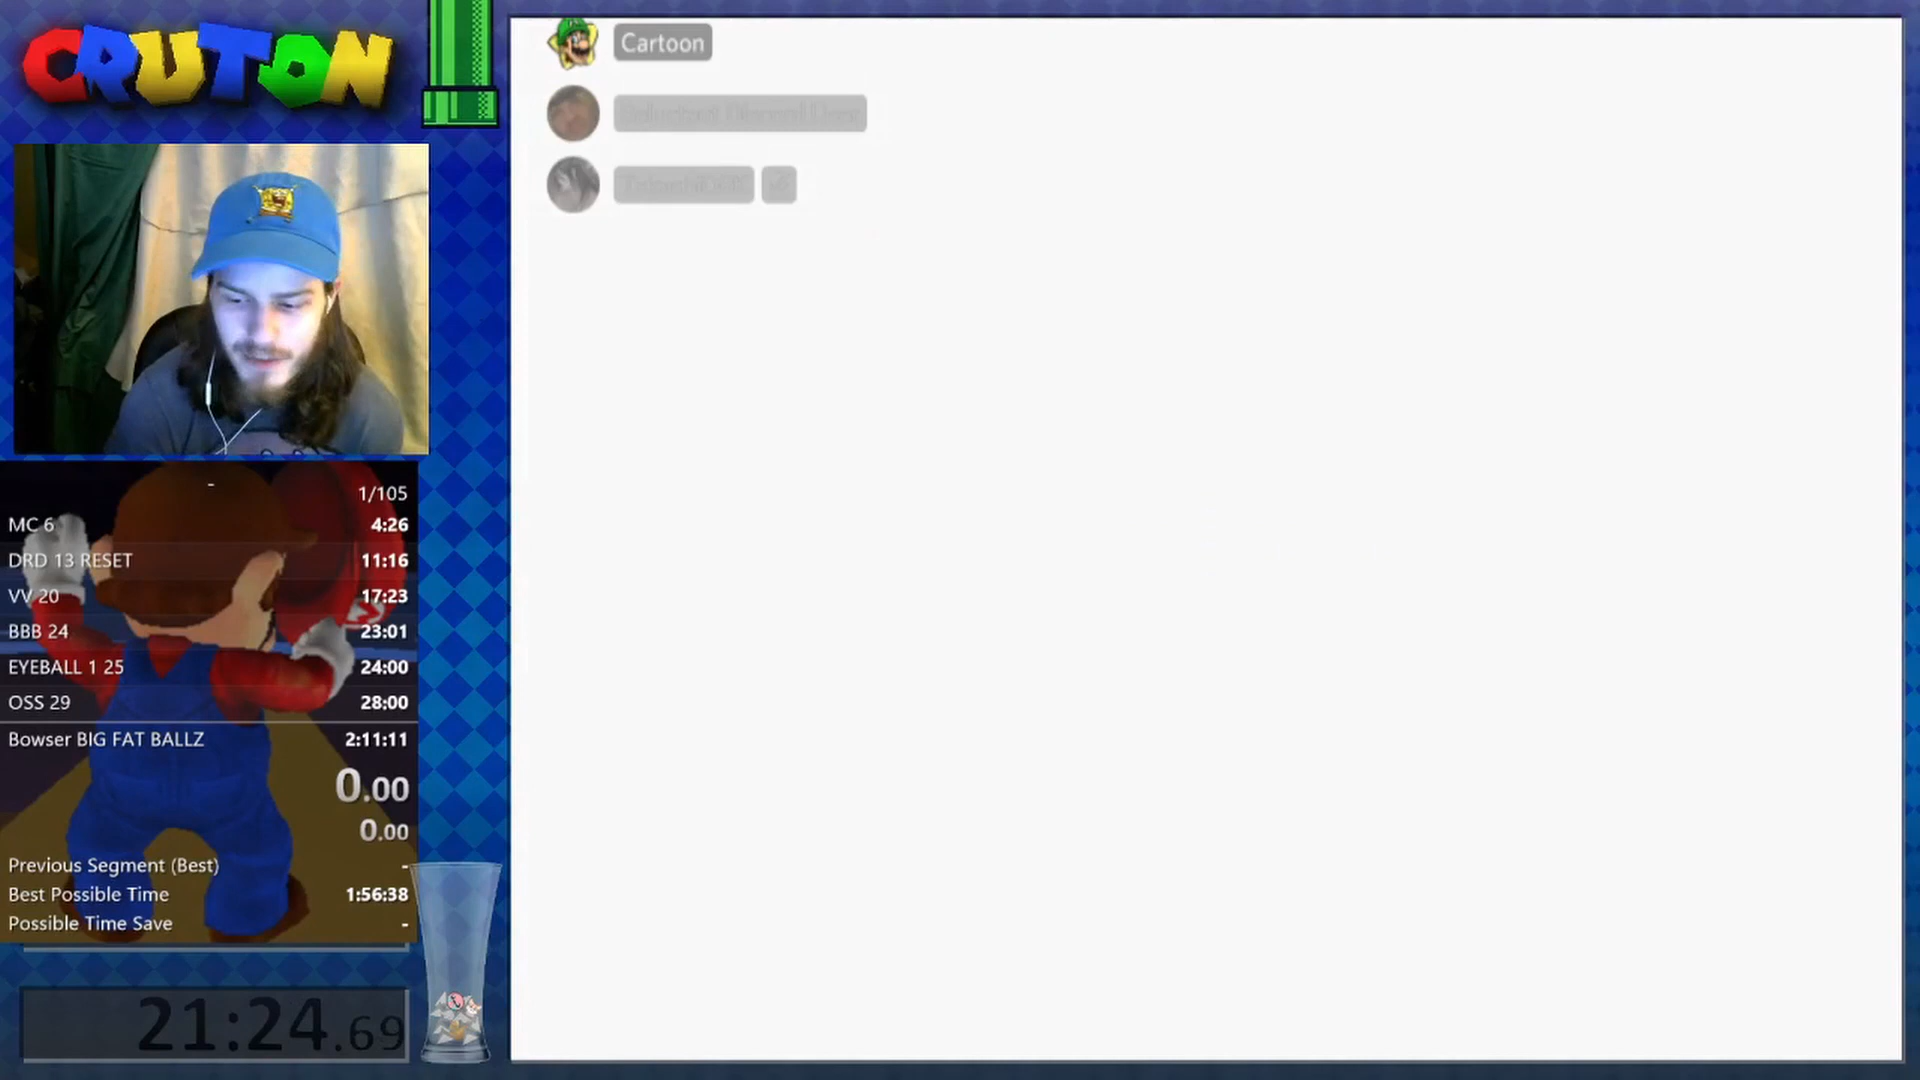 CRUTON
Cartoon
-
1/105
MC 6 4:26
DRD 13 RESET 11:16
VV 20 17:23
BBB 24 23:01
EYEBALL 1 25 24:00
OSS 29 28:00
Bowser BIG FAT BALLZ 2:11:11
0.00
0.00
Previous Segment (Best) -
Best Possible Time 1:56:38
Possible Time Save -
21:24.69